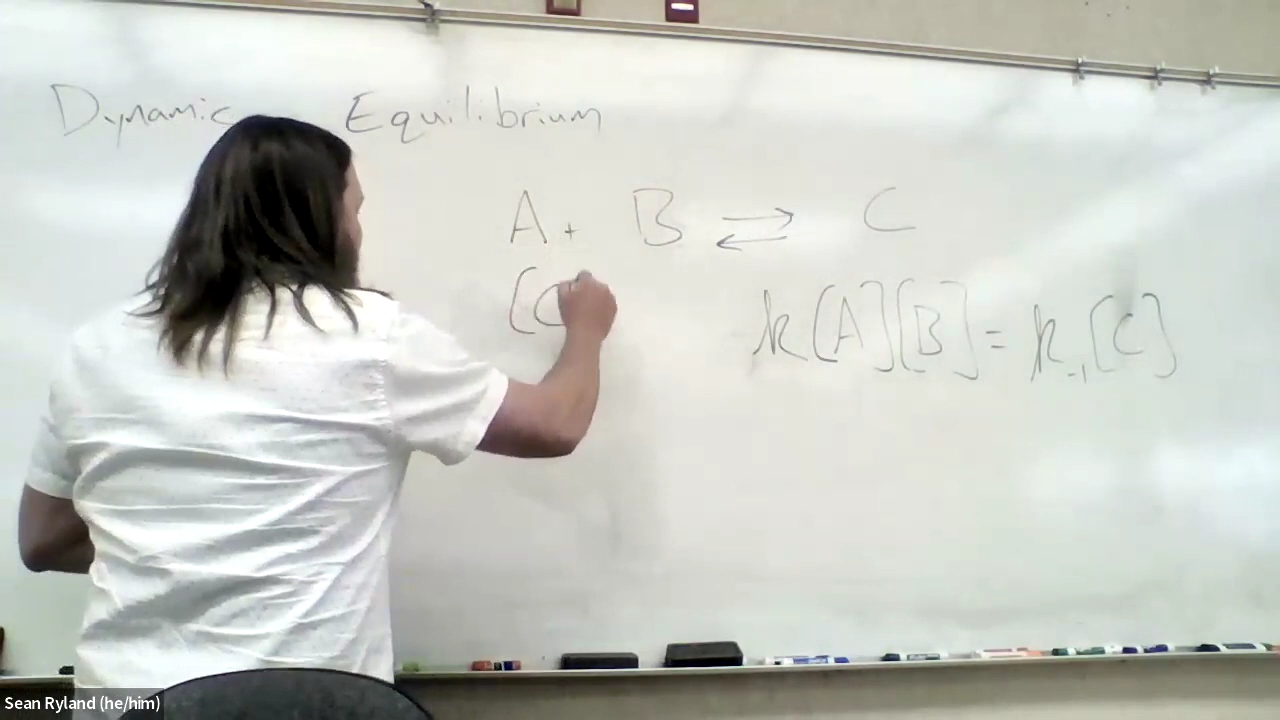 Dynamic Equilibrium
A + B ⇌ C
[C
k[A][B] = k₋₁[C]
Sean Ryland (he/him)